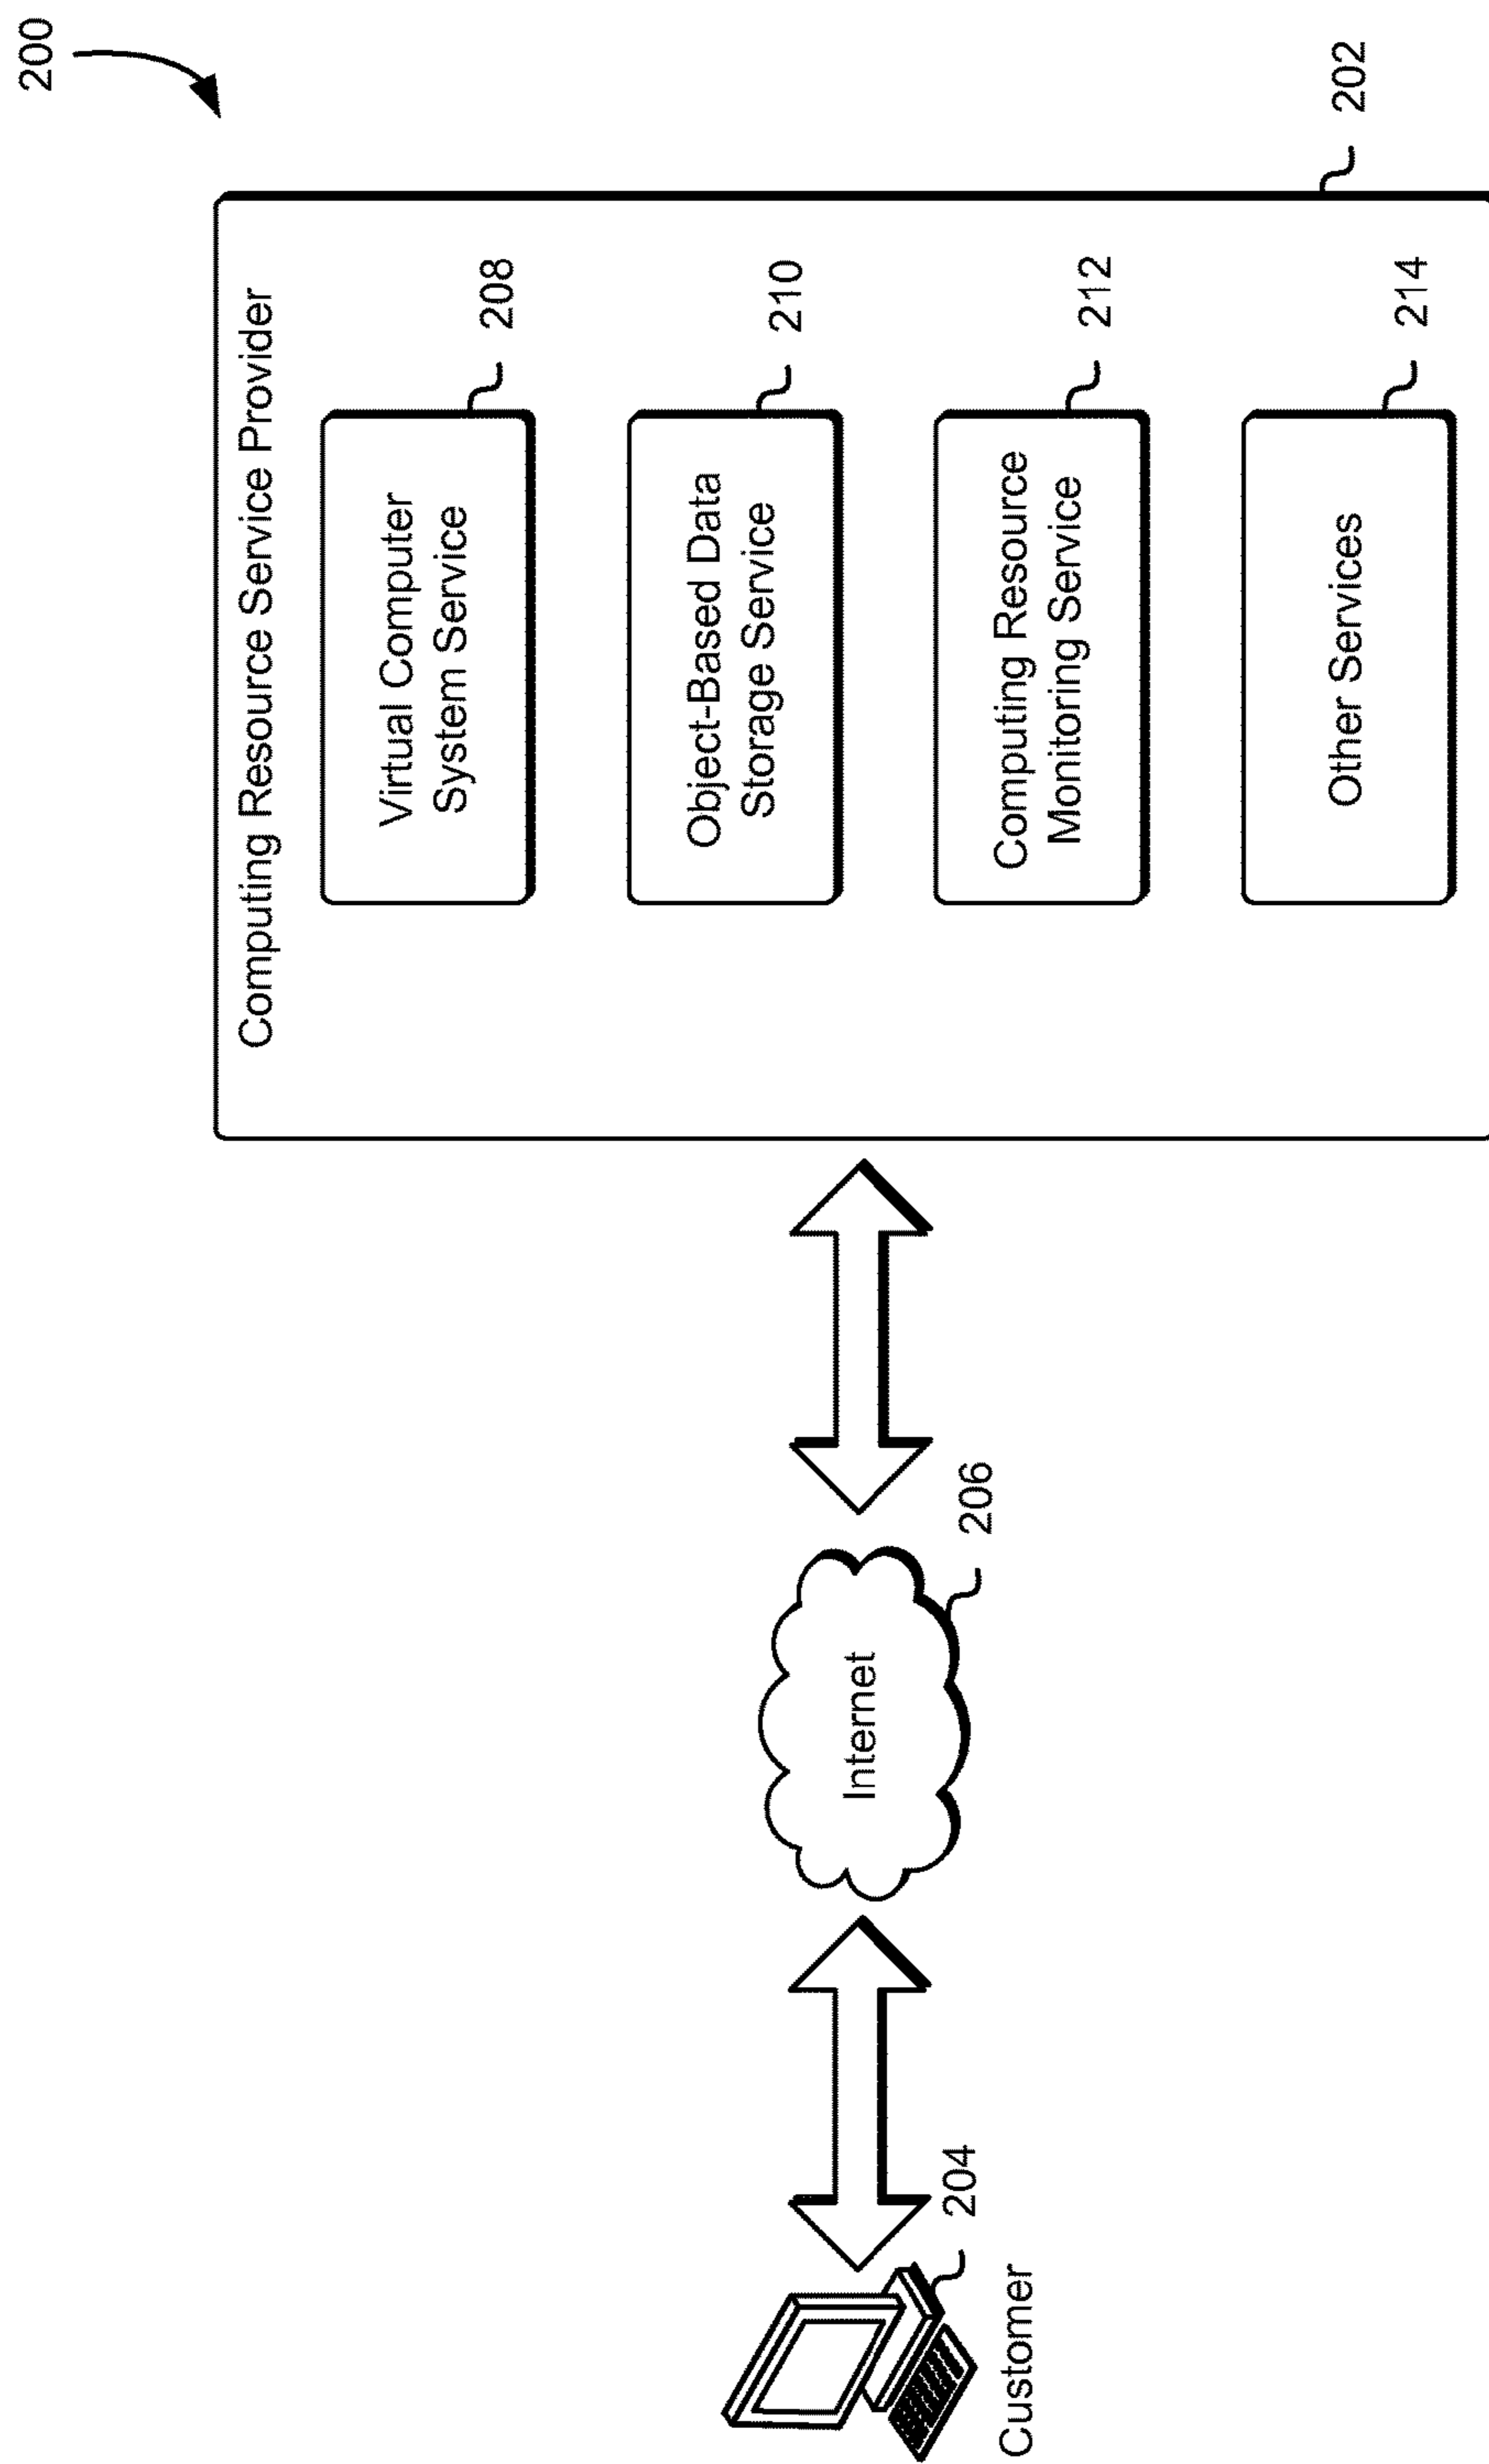 200
Computing Resource Service Provider
202
Virtual Computer
System Service
208
Object-Based Data
Storage Service
210
Computing Resource
Monitoring Service
212
Other Services
214
Internet
206
204
Customer